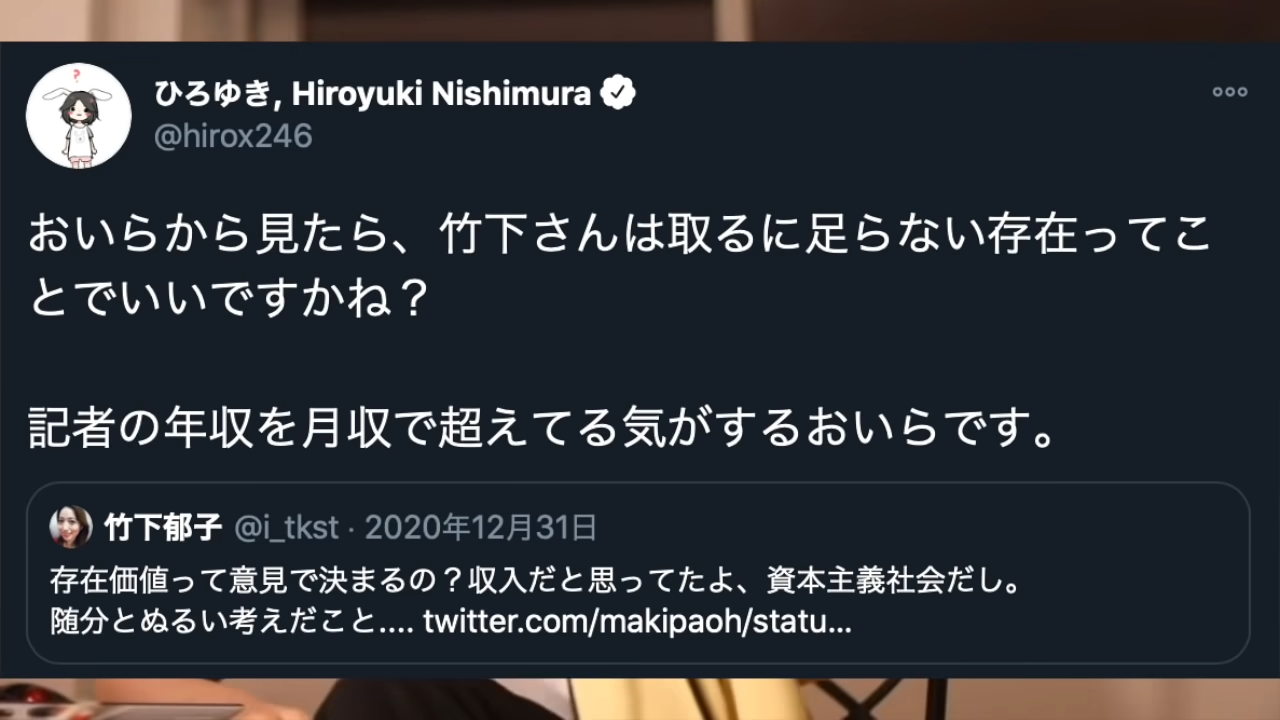 ひろゆき, Hiroyuki Nishimura
@hirox246
おいらから見たら、竹下さんは取るに足らない存在ってこ
とでいいですかね？
記者の年収を月収で超えてる気がするおいらです。
竹下郁子 @i_tkst · 2020年12月31日
存在価値って意見で決まるの？収入だと思ってたよ、資本主義社会だし。
随分とぬるい考えだこと.... twitter.com/makipaoh/statu...